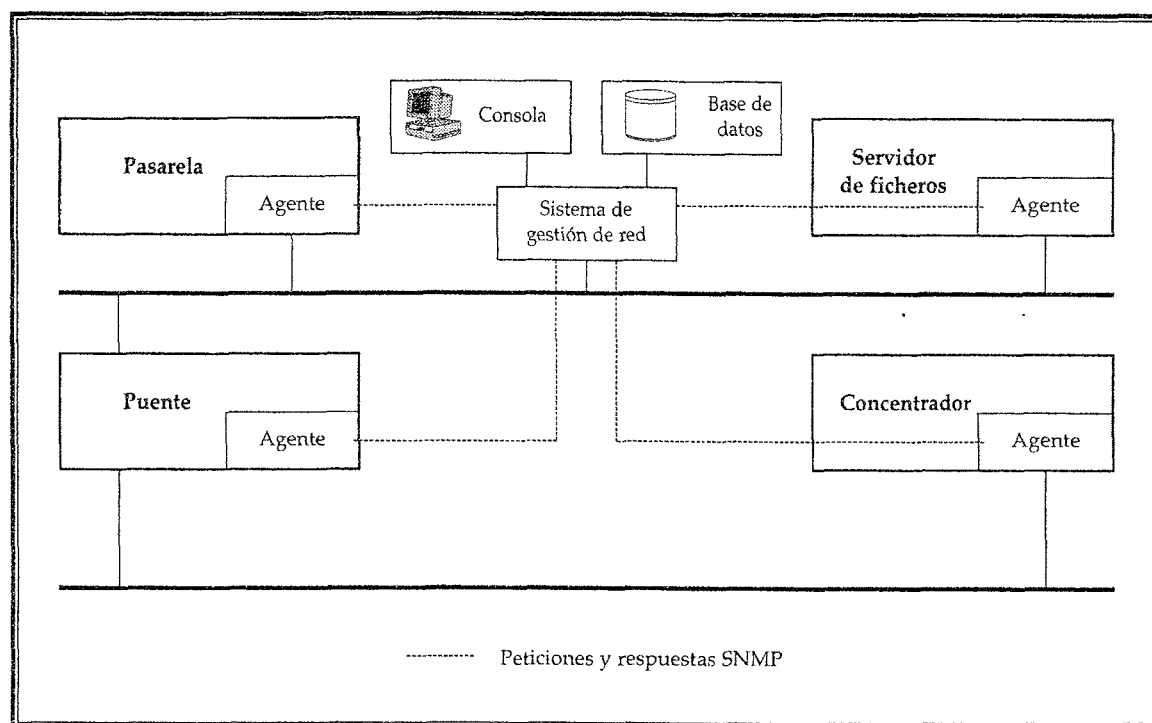 Consola
Base de
datos
Pasarela
Agente
Sistema de
gestión de red
Servidor
de ficheros
Agente
Puente
Agente
Concentrador
Agente
Peticiones y respuestas SNMP